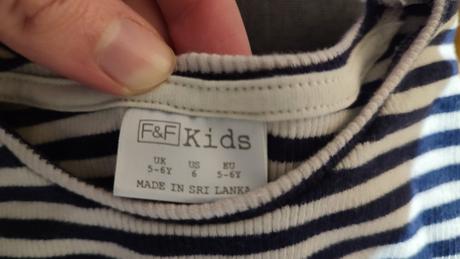 F&F Kids
UK US EU
5-6Y 6 5-6Y
MADE IN SRI LANKA